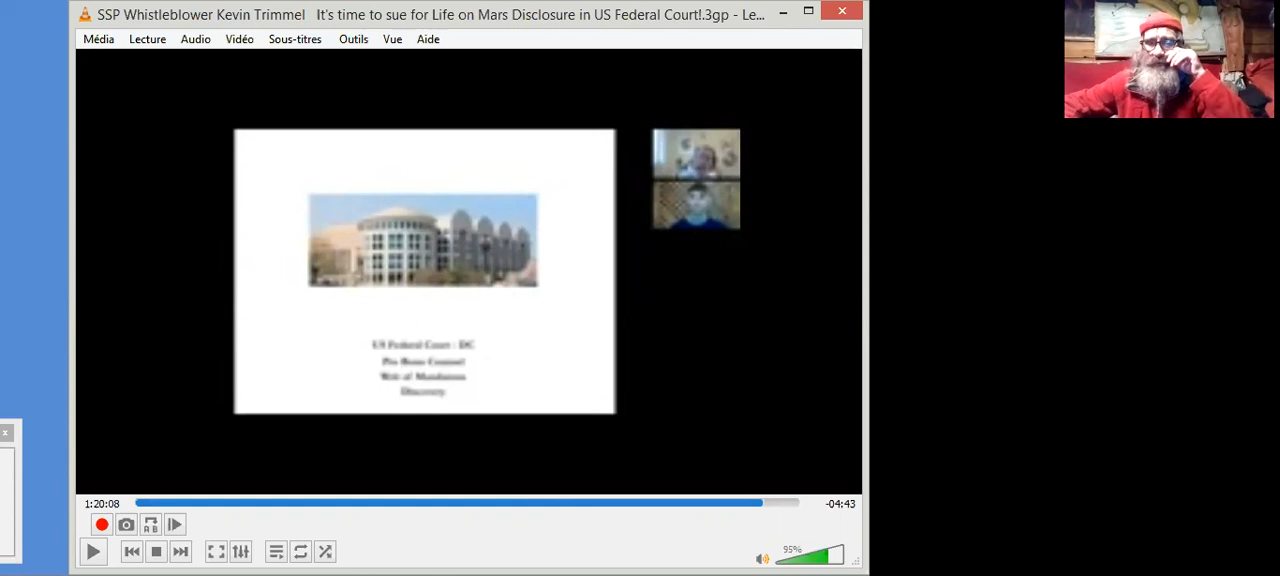 SSP Whistleblower Kevin Trimmel   It's time to sue for Life on Mars Disclosure in US Federal Court!.3gp - Le...
Média Lecture Audio Vidéo Sous-titres Outils Vue Aide
US Federal Court : DC
Pro Bono Counsel
Writ of Mandamus
Discovery
1:20:08
-04:43
A B
95%
x